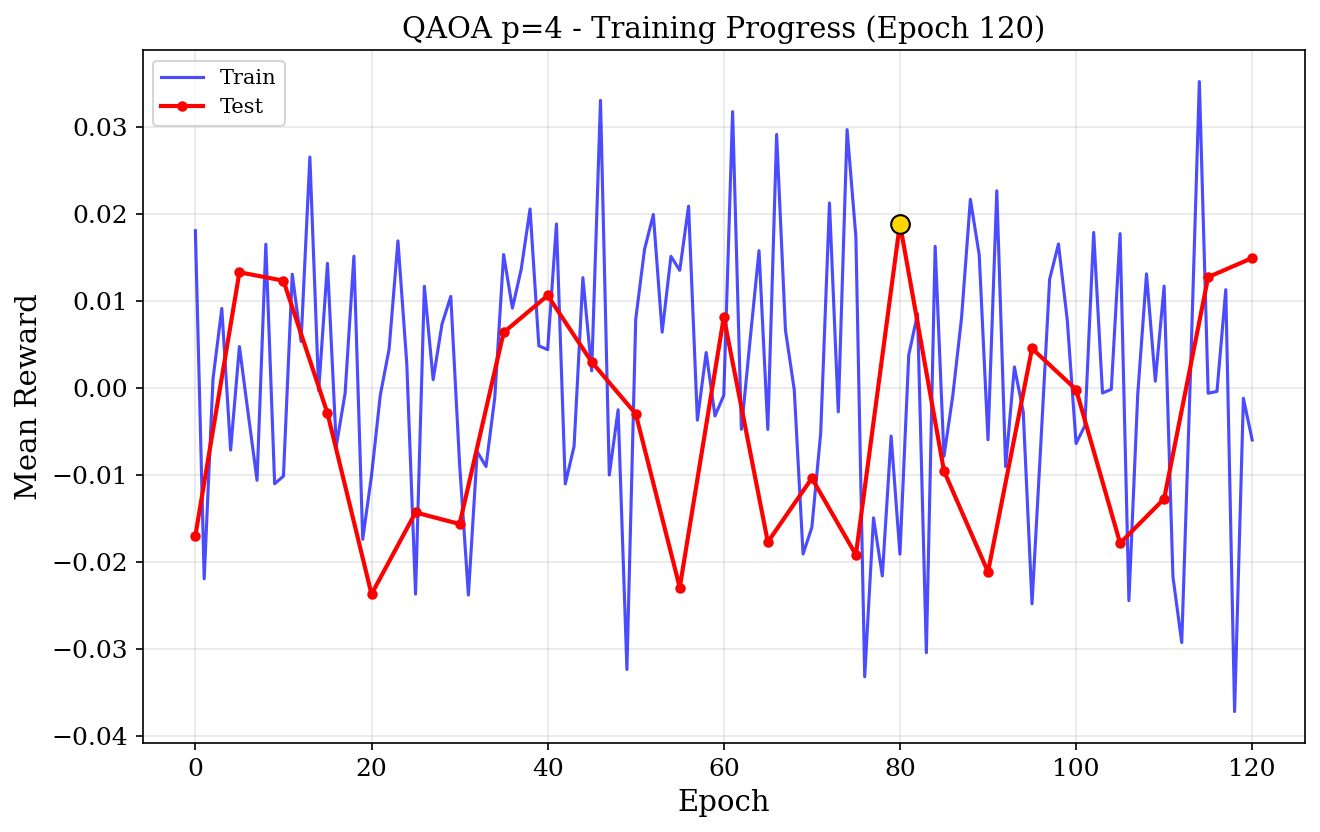 QAOA p=4 - Training Progress (Epoch 120)
Train
Test
Mean Reward
0.03
0.02
0.01
0.00
−0.01
−0.02
−0.03
−0.04
0 20 40 60 80 100 120
Epoch